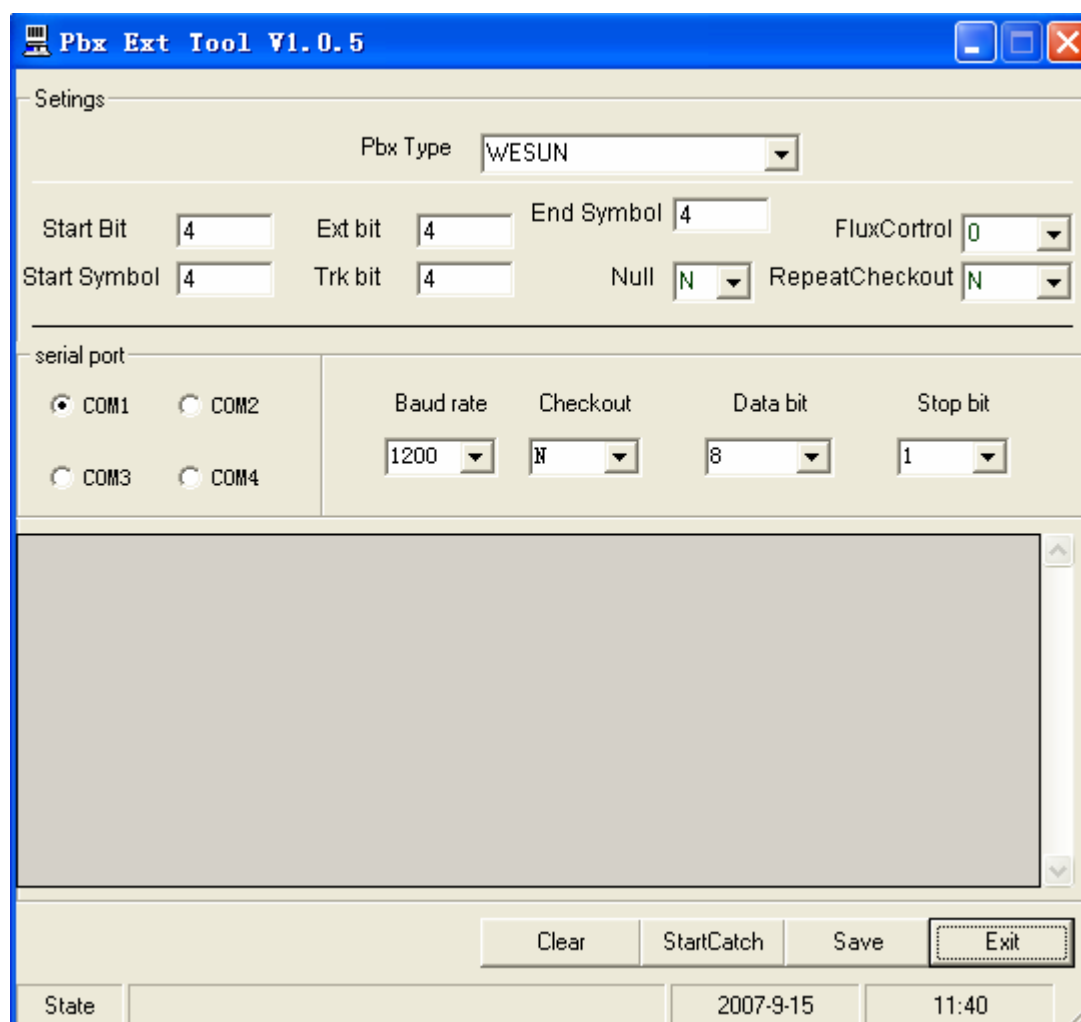 Pbx Ext Tool V1.0.5
Setings
Pbx Type WESUN
Start Bit 4 Ext bit 4 End Symbol 4 FluxCortrol 0
Start Symbol 4 Trk bit 4 Null N RepeatCheckout N
serial port
COM1 COM2
COM3 COM4
Baud rate Checkout Data bit Stop bit
1200 N 8 1
Clear StartCatch Save Exit
State 2007-9-15 11:40